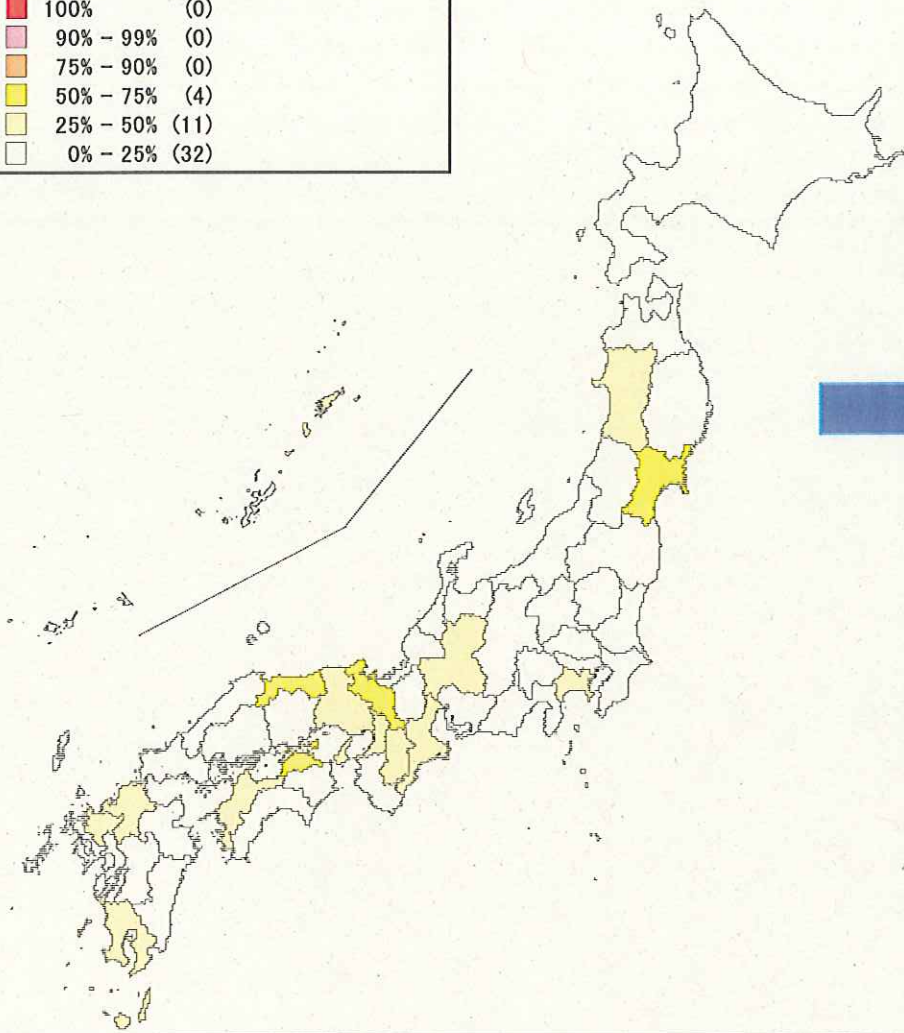 100% (0)
90% - 99% (0)
75% - 90% (0)
50% - 75% (4)
25% - 50% (11)
0% - 25% (32)